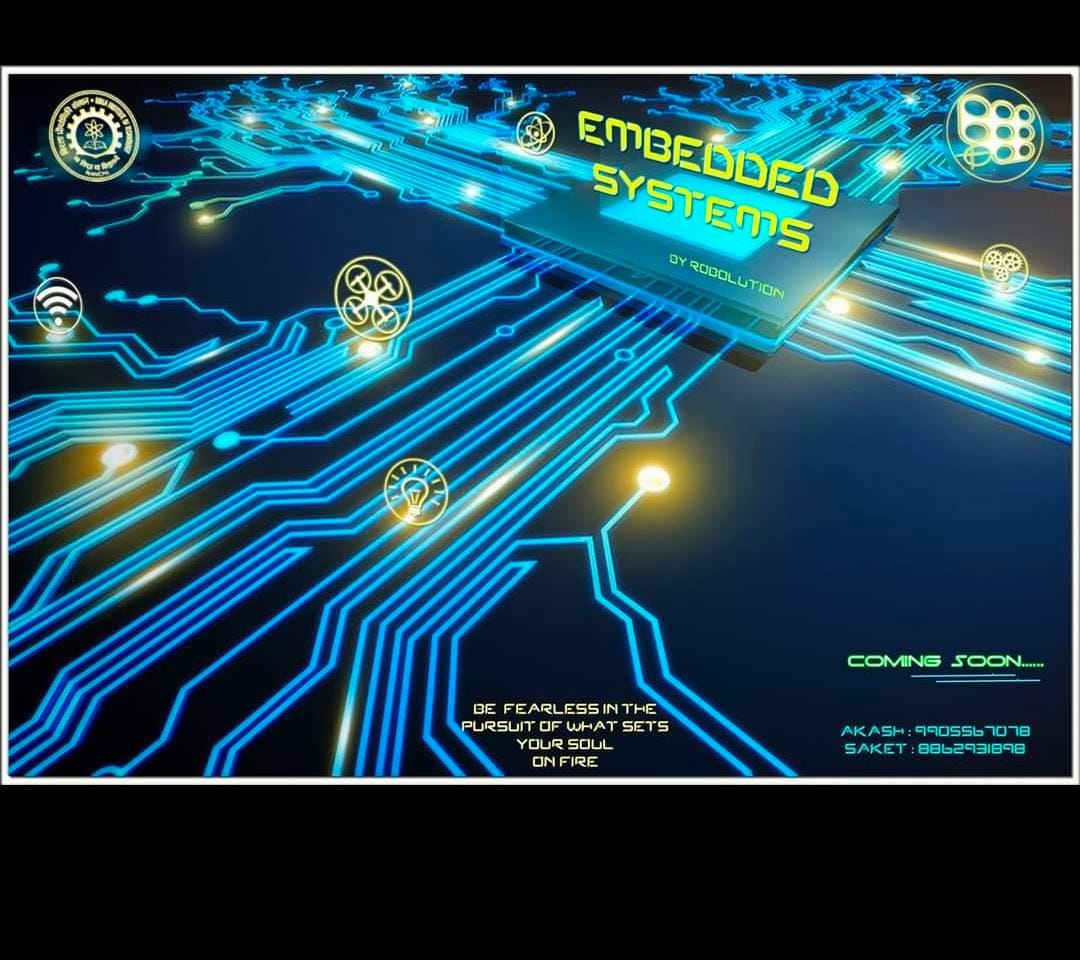 EMBEDDED
SYSTEMS
BY ROBOLUTION
COMING SOON......
BE FEARLESS IN THE
PURSUIT OF WHAT SETS
YOUR SOUL
ON FIRE
AKASH : 9905567078
SAKET : 8862931898
RANCHI